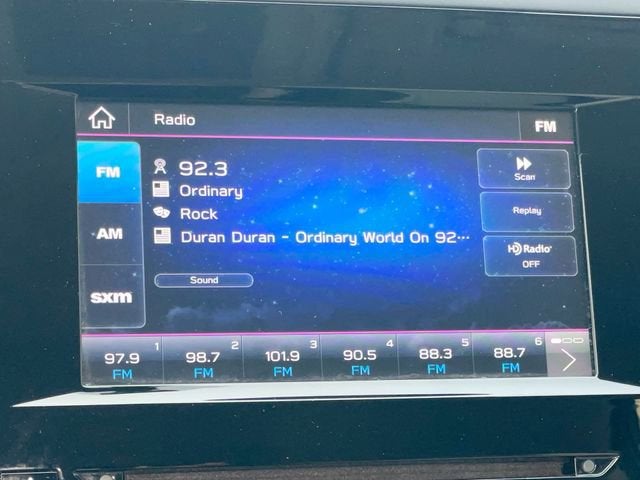 Radio
FM
FM
AM
sxm
92.3
Ordinary
Rock
Duran Duran - Ordinary World On 92...
Sound
Scan
Replay
HD Radio
OFF
97.9 1
FM
98.7 2
FM
101.9 3
FM
90.5 4
FM
88.3 5
FM
88.7 6
FM